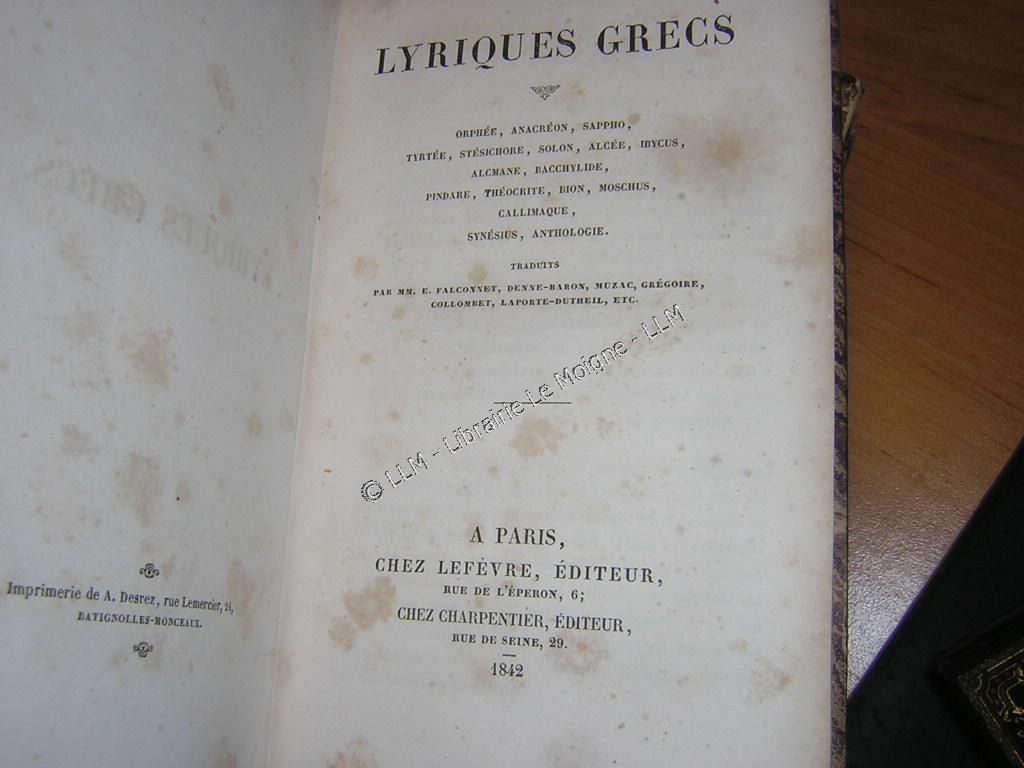 Imprimerie de A. Desrez, rue Lemercier, 24,
BATIGNOLLES-MONCEAUX.
LYRIQUES GRECS
ORPHÉE, ANACRÉON, SAPPHO,
TYRTÉE, STÉSICHORE, SOLON, ALCÉE, IBYCUS,
ALCMANE, BACCHYLIDE,
PINDARE, THÉOCRITE, BION, MOSCHUS,
CALLIMAQUE,
SYNÉSIUS, ANTHOLOGIE.
TRADUITS
PAR MM. E. FALCONNET, DENNE-BARON, MUZAC, GRÉGOIRE,
COLLOMBET, LAPORTE-DUTHEIL, ETC.
© LLM - Librairie Le Moigne - LLM
A PARIS,
CHEZ LEFÈVRE, ÉDITEUR,
RUE DE L'ÉPERON, 6;
CHEZ CHARPENTIER, ÉDITEUR,
RUE DE SEINE, 29.
1842